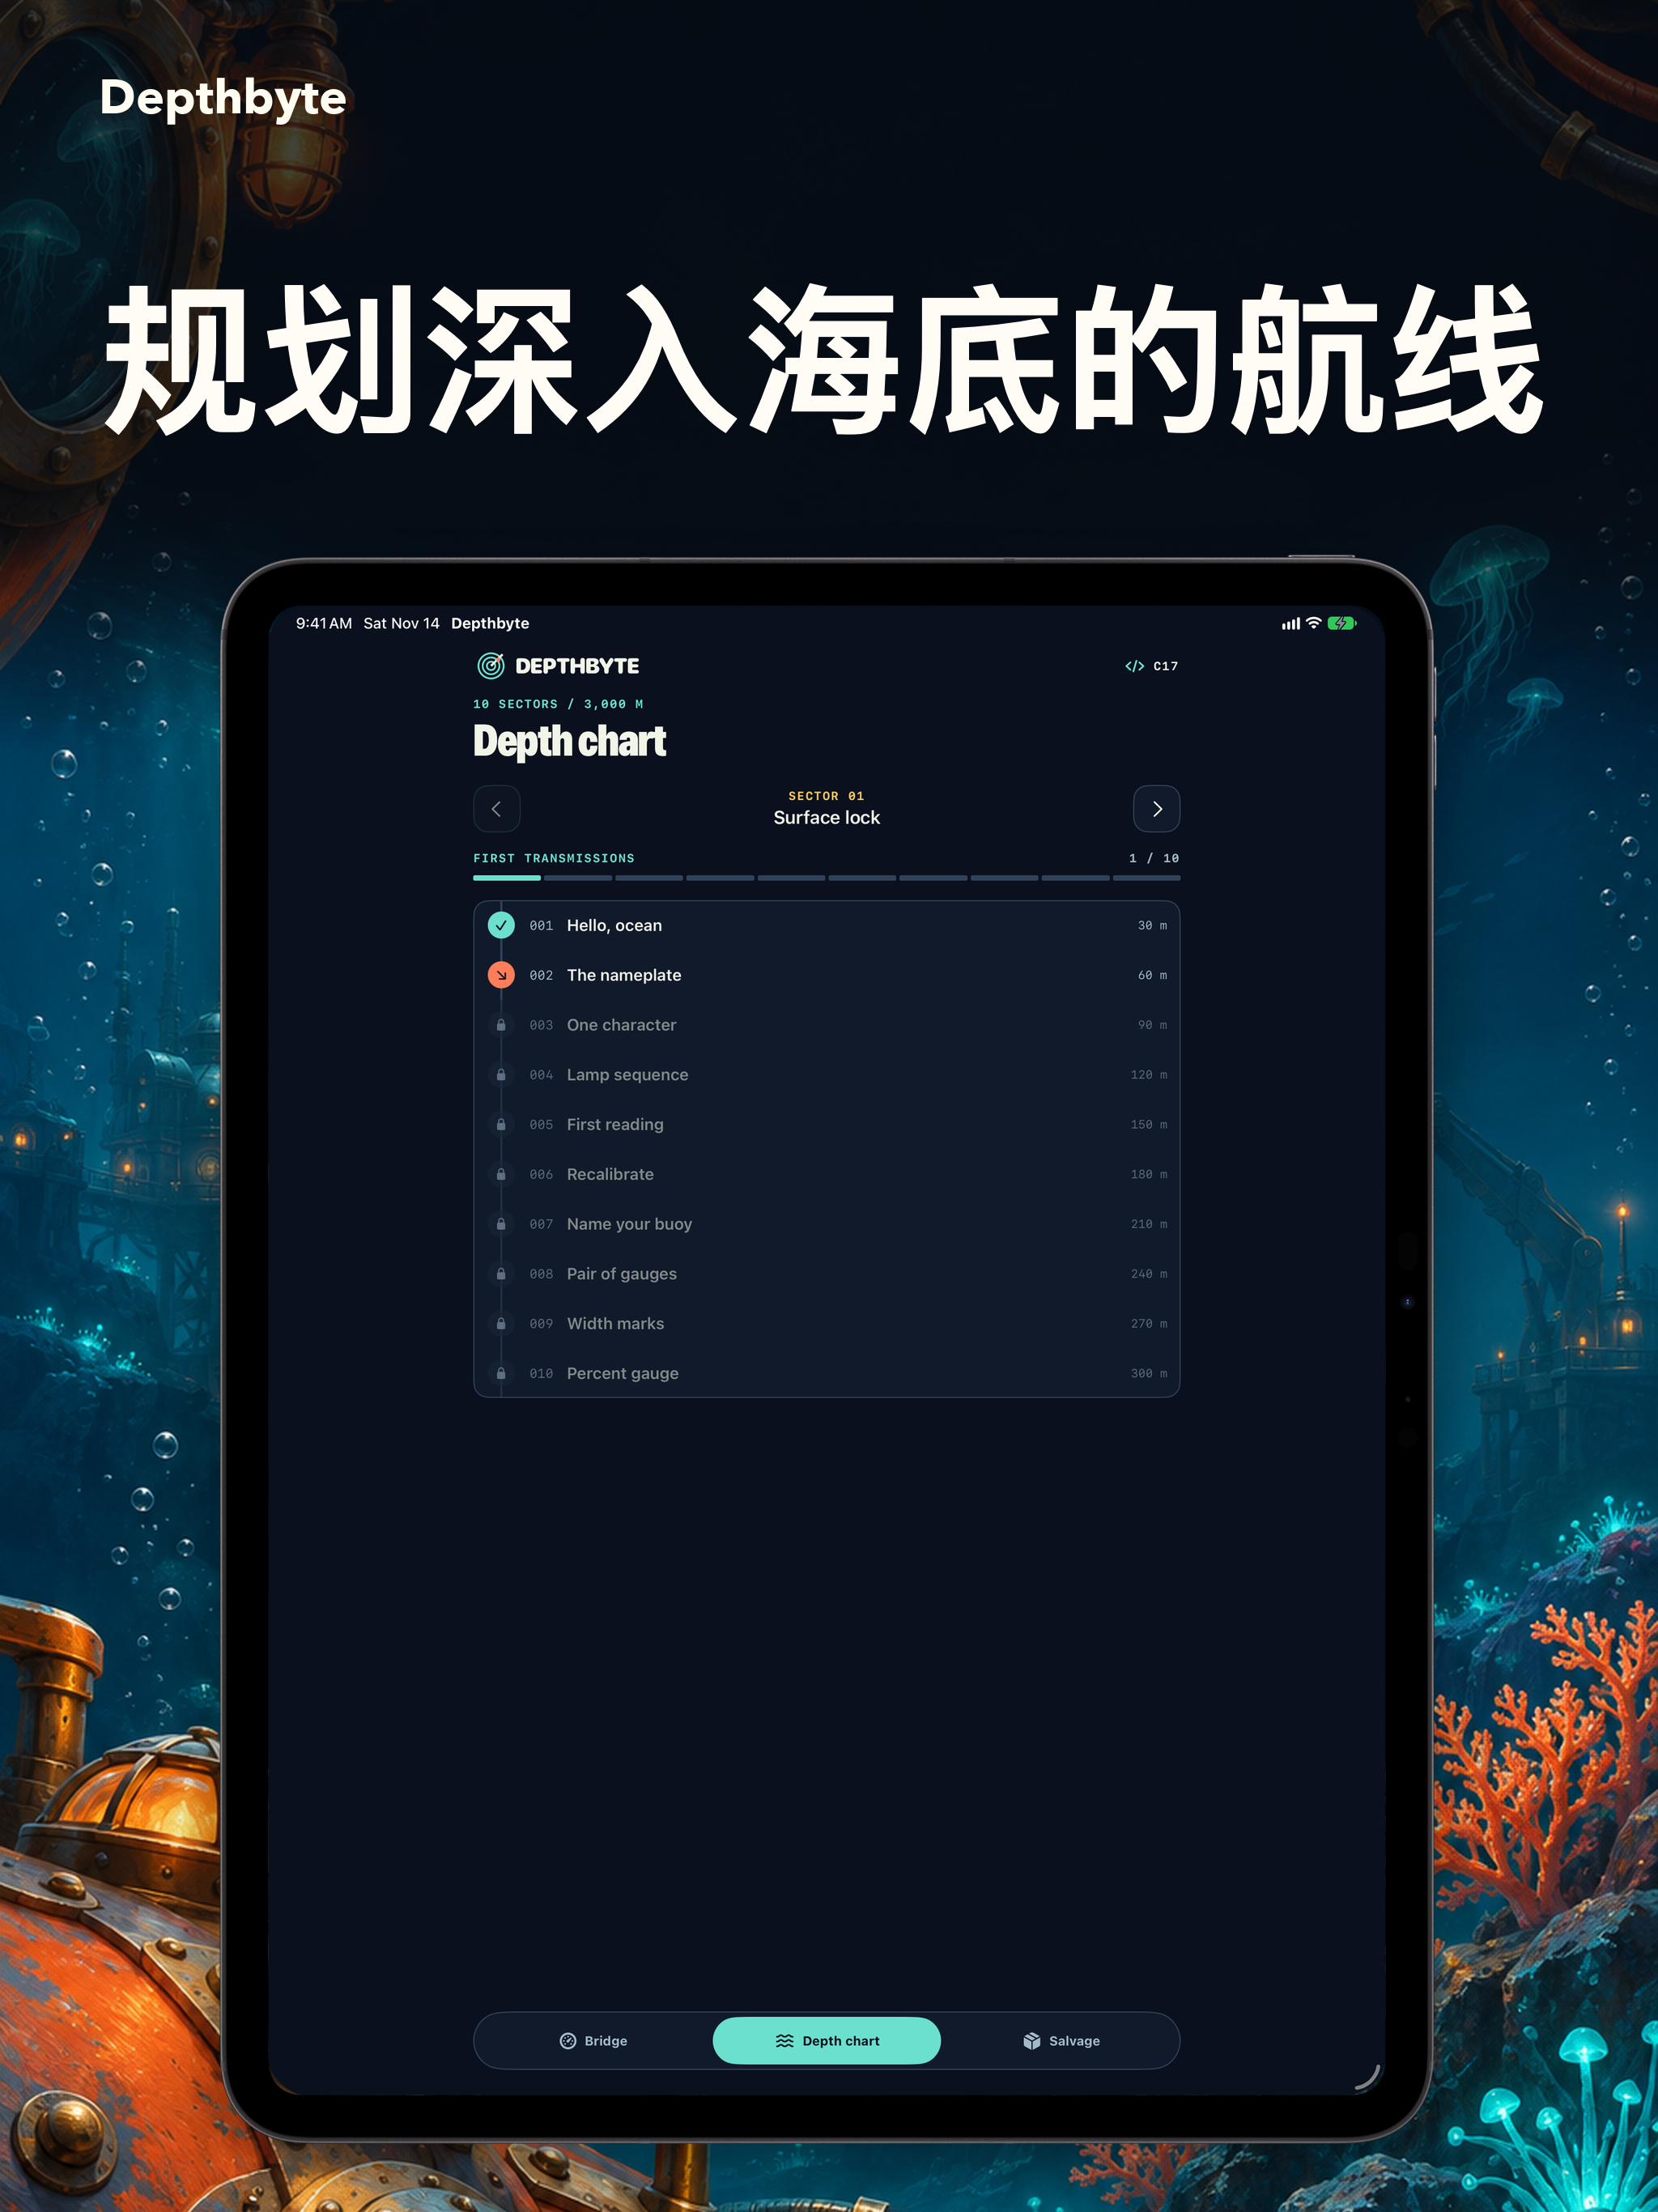 Depthbyte
规划深入海底的航线
9:41 AM Sat Nov 14 Depthbyte
DEPTHBYTE
</> C17
10 SECTORS / 3,000 M
Depth chart
SECTOR 01
Surface lock
FIRST TRANSMISSIONS 1 / 10
001 Hello, ocean 30 m
002 The nameplate 60 m
003 One character 90 m
004 Lamp sequence 120 m
005 First reading 150 m
006 Recalibrate 180 m
007 Name your buoy 210 m
008 Pair of gauges 240 m
009 Width marks 270 m
010 Percent gauge 300 m
Bridge Depth chart Salvage